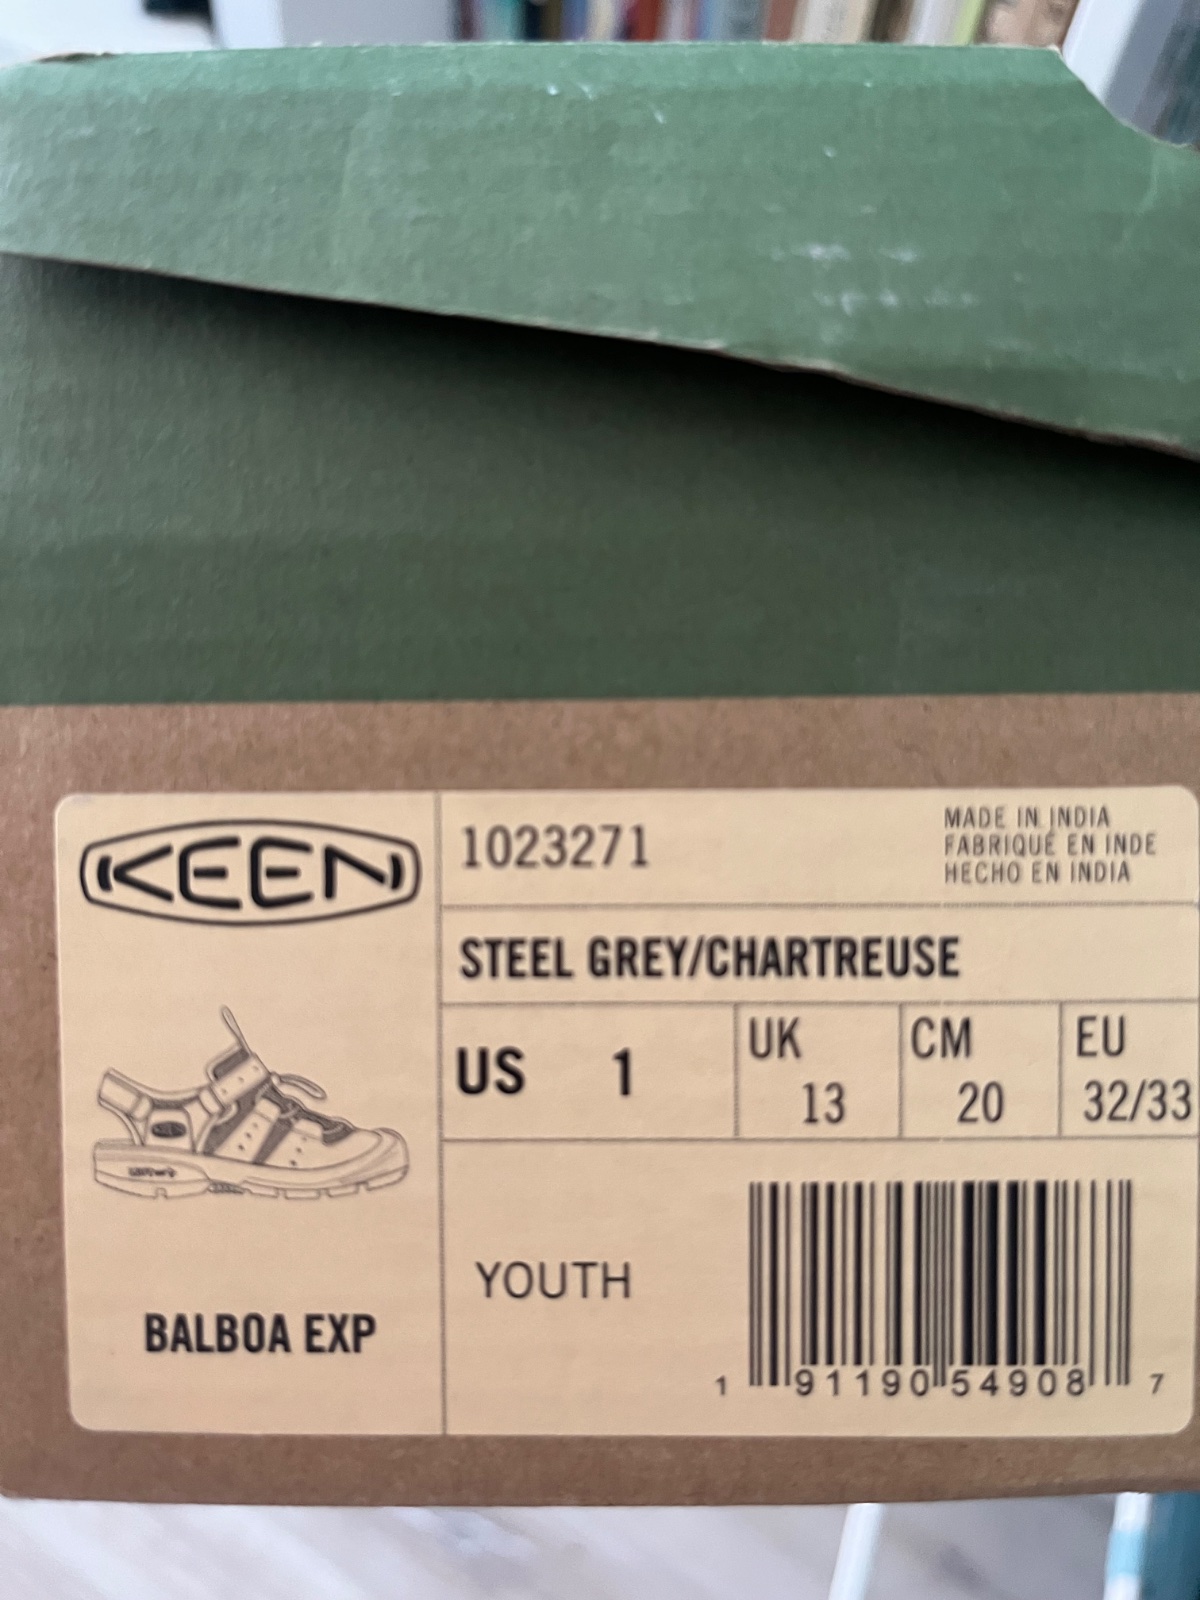 KEEN
1023271
MADE IN INDIA
FABRIQUÉ EN INDE
HECHO EN INDIA
STEEL GREY/CHARTREUSE
US 1
UK 13
CM 20
EU 32/33
YOUTH
BALBOA EXP
1 91190 54908 7